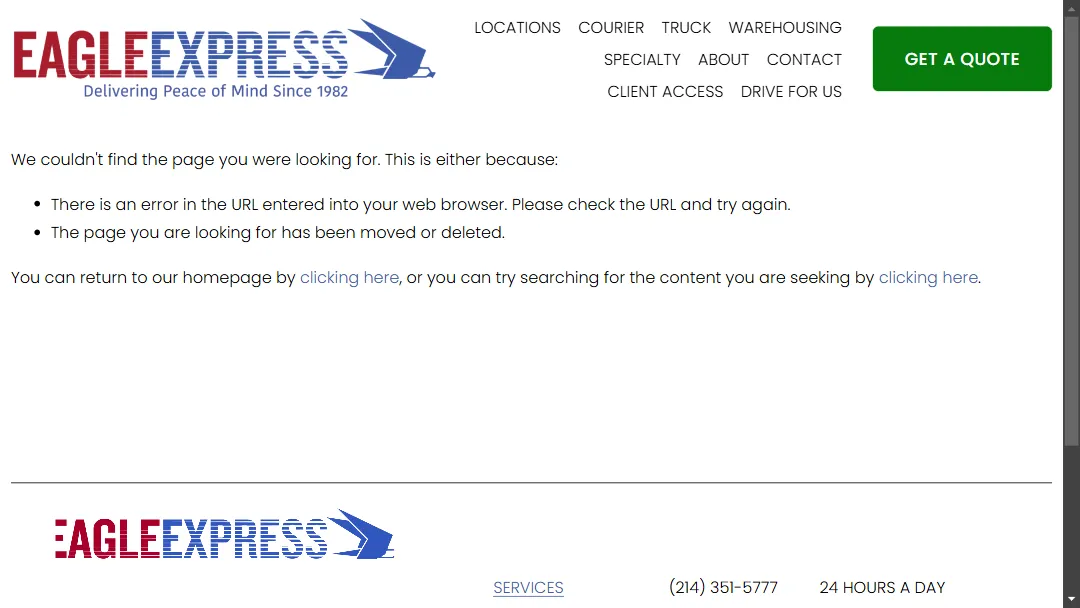 EAGLEEXPRESS
Delivering Peace of Mind Since 1982
LOCATIONS COURIER TRUCK WAREHOUSING
SPECIALTY ABOUT CONTACT
CLIENT ACCESS DRIVE FOR US
GET A QUOTE
We couldn't find the page you were looking for. This is either because:
• There is an error in the URL entered into your web browser. Please check the URL and try again.
• The page you are looking for has been moved or deleted.
You can return to our homepage by clicking here, or you can try searching for the content you are seeking by clicking here.
EAGLEEXPRESS
SERVICES (214) 351-5777 24 HOURS A DAY